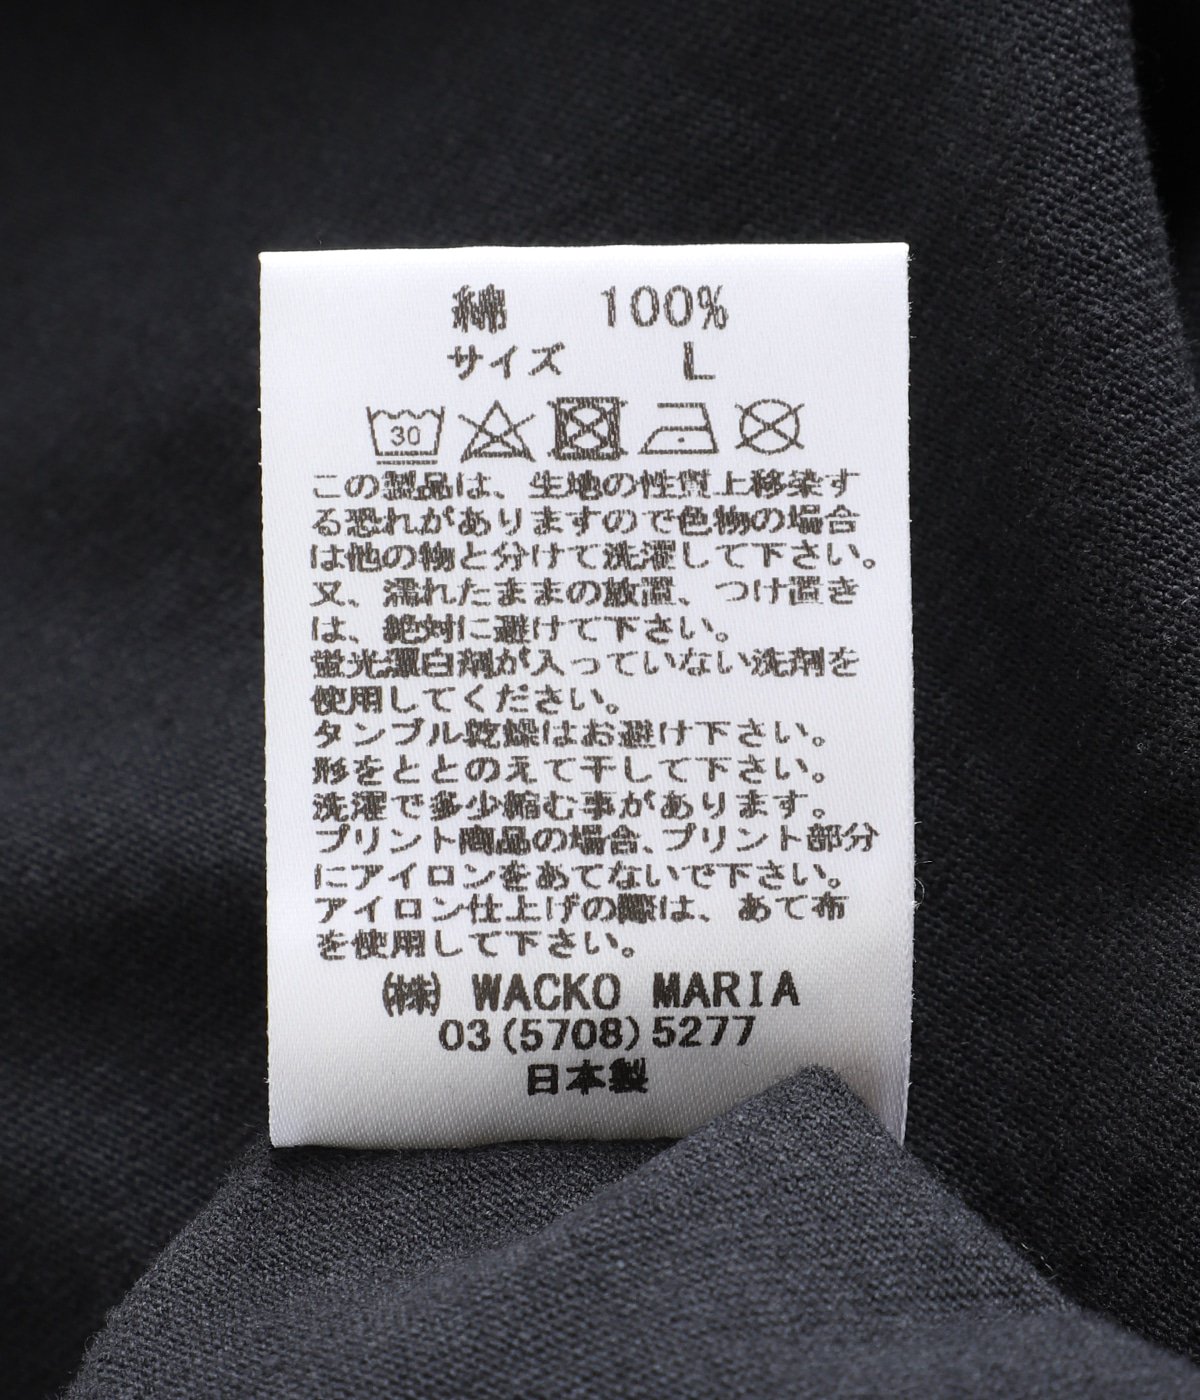 綿 100%
サイズ L
30
この製品は、生地の性質上移染す
る恐れがありますので色物の場合
は他の物と分けて洗濯して下さい。
又、濡れたままの放置、つけ置き
は、絶対に避けて下さい。
蛍光漂白剤が入っていない洗剤を
使用してください。
タンブル乾燥はお避け下さい。
形をととのえて干して下さい。
洗濯で多少縮む事があります。
プリント商品の場合、プリント部分
にアイロンをあてないで下さい。
アイロン仕上げの際は、あて布
を使用して下さい。
(株) WACKO MARIA
03(5708)5277
日本製